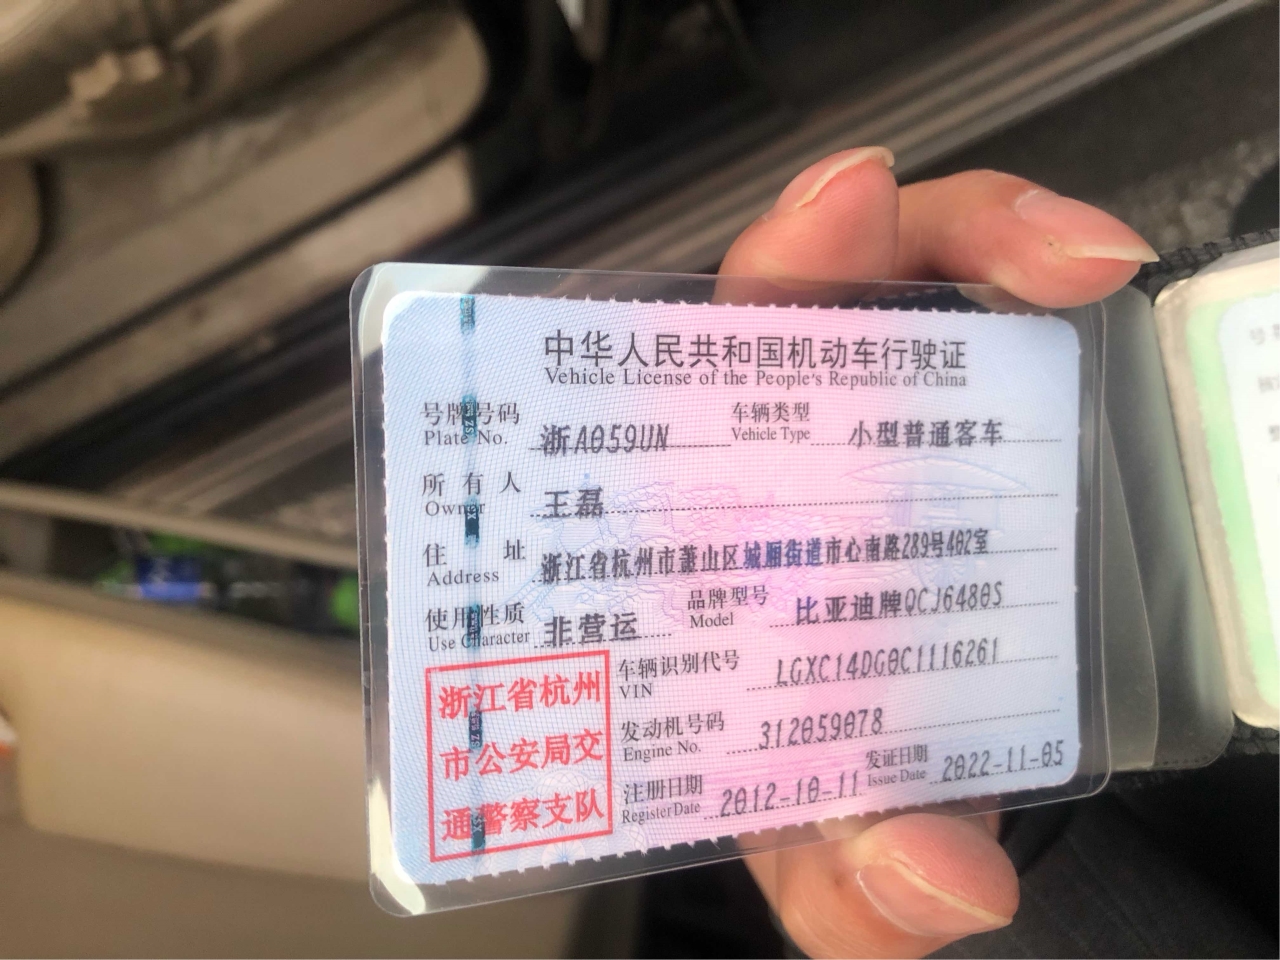 中华人民共和国机动车行驶证
Vehicle License of the People's Republic of China
号牌号码 浙A059UN 车辆类型 小型普通客车
Plate No. Vehicle Type
所有人 王磊
Owner
住址 浙江省杭州市萧山区城厢街道市心南路289号402室
Address
使用性质 非营运 品牌型号 比亚迪牌QCJ6480S
Use Character Model
车辆识别代号 LGXC14DG0C1116261
VIN
发动机号码 312059078
Engine No.
注册日期 2012-10-11 发证日期 2022-11-05
Register Date Issue Date
浙江省杭州
市公安局交
通警察支队